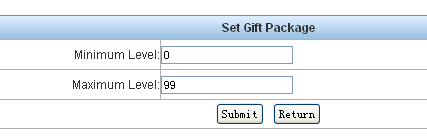 Set Gift Package
Minimum Level: 0
Maximum Level: 99
Submit Return